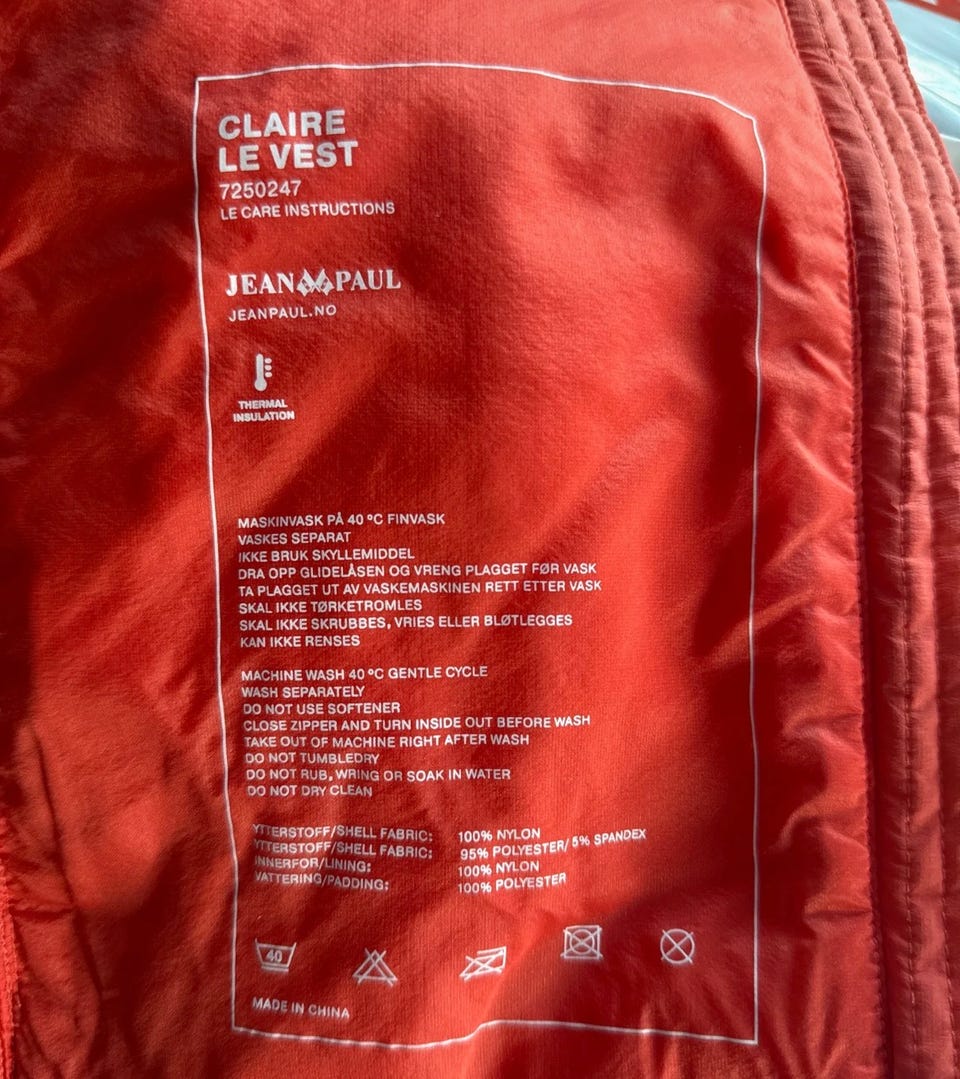 CLAIRE
LE VEST
7250247
LE CARE INSTRUCTIONS
JEAN PAUL
JEANPAUL.NO
THERMAL
INSULATION
MASKINVASK PÅ 40 ºC FINVASK
VASKES SEPARAT
IKKE BRUK SKYLLEMIDDEL
DRA OPP GLIDELÅSEN OG VRENG PLAGGET FØR VASK
TA PLAGGET UT AV VASKEMASKINEN RETT ETTER VASK
SKAL IKKE TØRKETROMLES
SKAL IKKE SKRUBBES, VRIES ELLER BLØTLEGGES
KAN IKKE RENSES
MACHINE WASH 40 ºC GENTLE CYCLE
WASH SEPARATELY
DO NOT USE SOFTENER
CLOSE ZIPPER AND TURN INSIDE OUT BEFORE WASH
TAKE OUT OF MACHINE RIGHT AFTER WASH
DO NOT TUMBLEDRY
DO NOT RUB, WRING OR SOAK IN WATER
DO NOT DRY CLEAN
YTTERSTOFF/SHELL FABRIC: 100% NYLON
YTTERSTOFF/SHELL FABRIC: 95% POLYESTER/ 5% SPANDEX
INNERFOR/LINING: 100% NYLON
VATTERING/PADDING: 100% POLYESTER
40
MADE IN CHINA